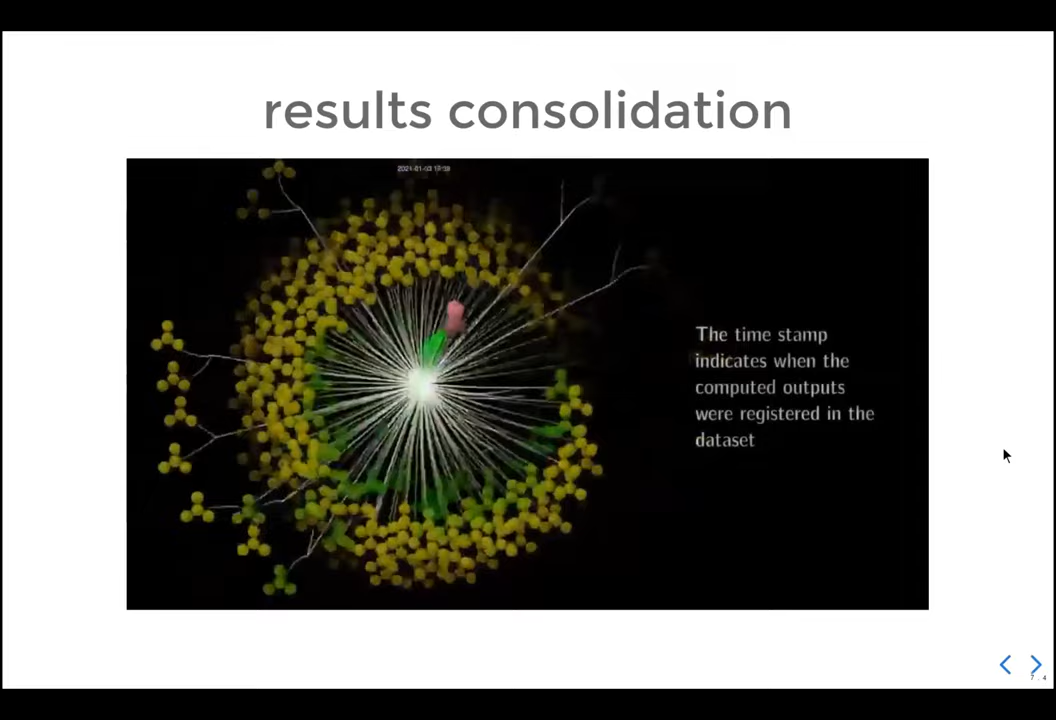 results consolidation
The time stamp
indicates when the
computed outputs
were registered in the
dataset